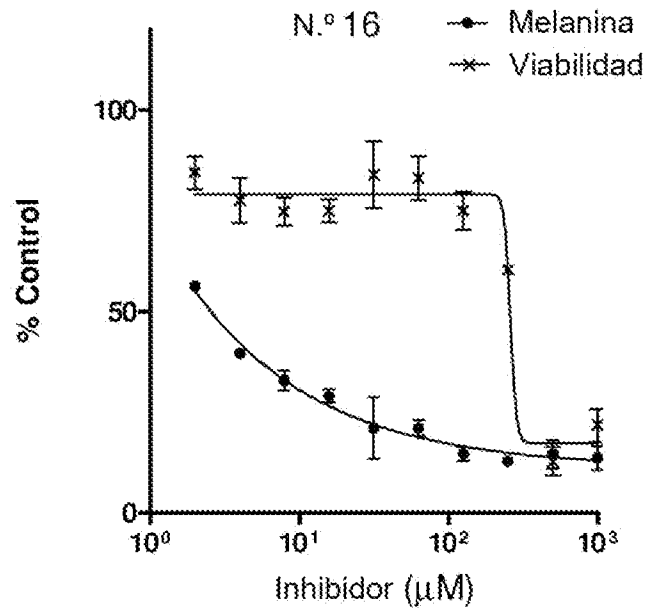 N.º 16
Melanina
Viabilidad
100
50
0
% Control
10⁰ 10¹ 10² 10³
Inhibidor (µM)